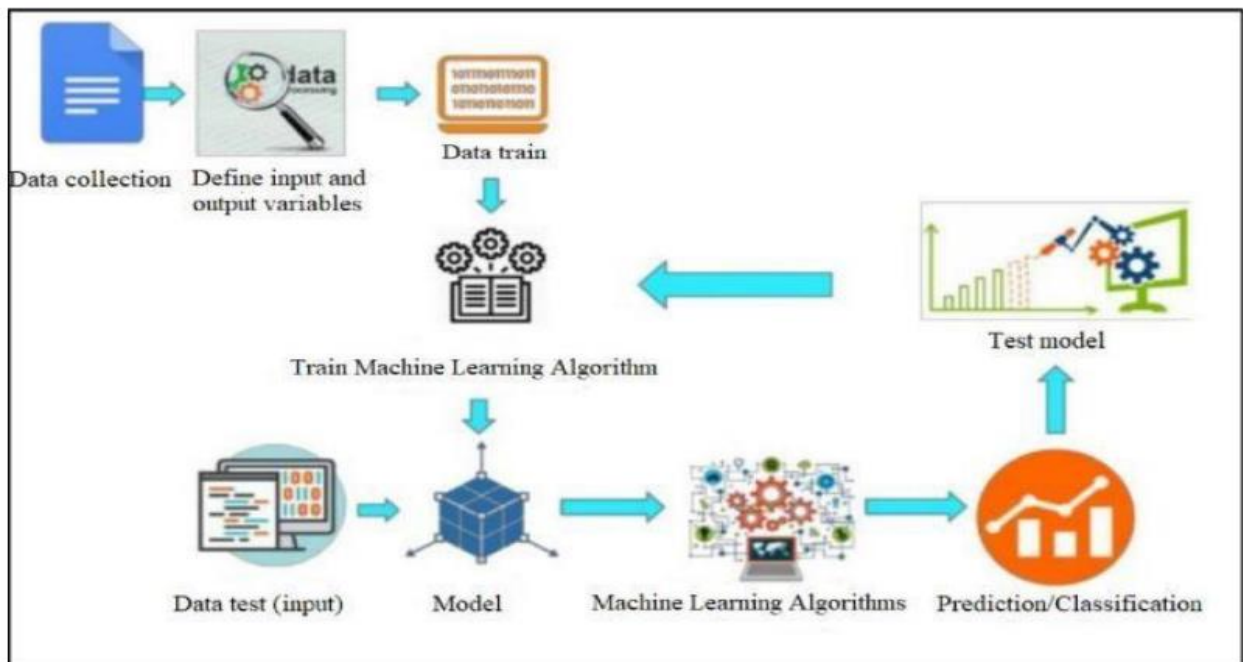 data
processing
Data collection
Define input and
output variables
Data train
Train Machine Learning Algorithm
Test model
Data test (input)
Model
Machine Learning Algorithms
Prediction/Classification